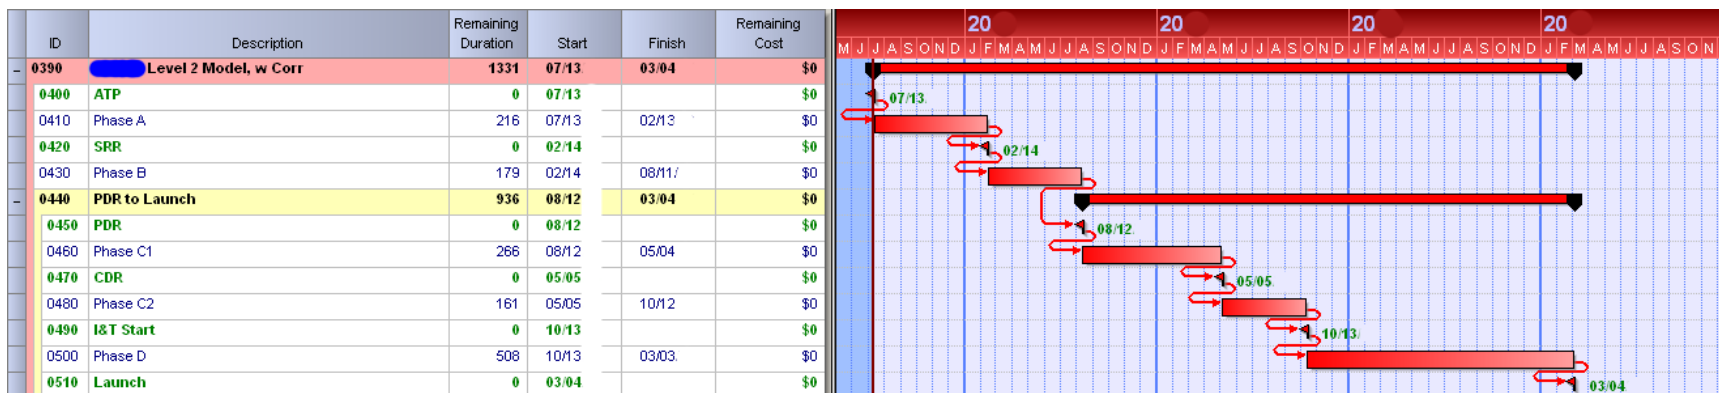 ID Description Remaining Duration Start Finish Remaining Cost
20 20 20 20
M J J A S O N D J F M A M J J A S O N D J F M A M J J A S O N D J F M A M J J A S O N D J F M A M J J A S O N
0390 Level 2 Model, w Corr 1331 07/13 03/04 $0
0400 ATP 0 07/13 $0 07/13
0410 Phase A 216 07/13 02/13 $0
0420 SRR 0 02/14 $0 02/14
0430 Phase B 179 02/14 08/11/ $0
0440 PDR to Launch 936 08/12 03/04 $0
0450 PDR 0 08/12 $0 08/12
0460 Phase C1 266 08/12 05/04 $0
0470 CDR 0 05/05 $0 05/05
0480 Phase C2 161 05/05 10/12 $0
0490 I&T Start 0 10/13 $0 10/13/
0500 Phase D 508 10/13 03/03 $0
0510 Launch 0 03/04 $0 03/04